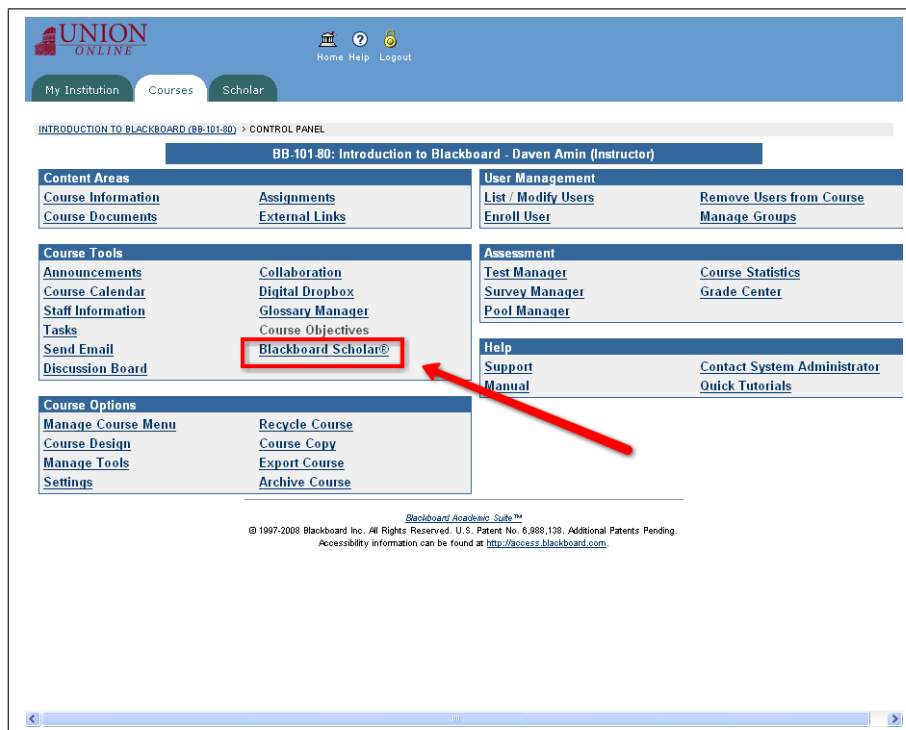 UNION
ONLINE
Home Help Logout
My Institution Courses Scholar
INTRODUCTION TO BLACKBOARD (BB-101-80) > CONTROL PANEL
BB-101-80: Introduction to Blackboard - Daven Amin (Instructor)
Content Areas
Course Information Assignments
Course Documents External Links
User Management
List / Modify Users Remove Users from Course
Enroll User Manage Groups
Course Tools
Announcements Collaboration
Course Calendar Digital Dropbox
Staff Information Glossary Manager
Tasks Course Objectives
Send Email Blackboard Scholar®
Discussion Board
Assessment
Test Manager Course Statistics
Survey Manager Grade Center
Pool Manager
Help
Support Contact System Administrator
Manual Quick Tutorials
Course Options
Manage Course Menu Recycle Course
Course Design Course Copy
Manage Tools Export Course
Settings Archive Course
Blackboard Academic Suite™
© 1997-2008 Blackboard Inc. All Rights Reserved. U.S. Patent No. 6,988,138. Additional Patents Pending.
Accessibility information can be found at http://access.blackboard.com.